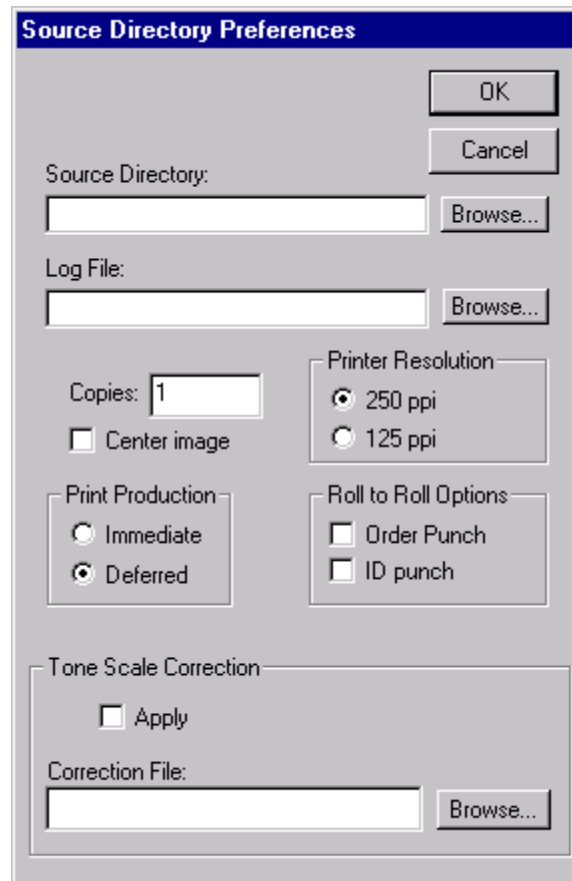 Source Directory Preferences
OK
Cancel
Source Directory:
Browse...
Log File:
Browse...
Copies: 1
Center image
Printer Resolution
250 ppi
125 ppi
Print Production
Immediate
Deferred
Roll to Roll Options
Order Punch
ID punch
Tone Scale Correction
Apply
Correction File:
Browse...